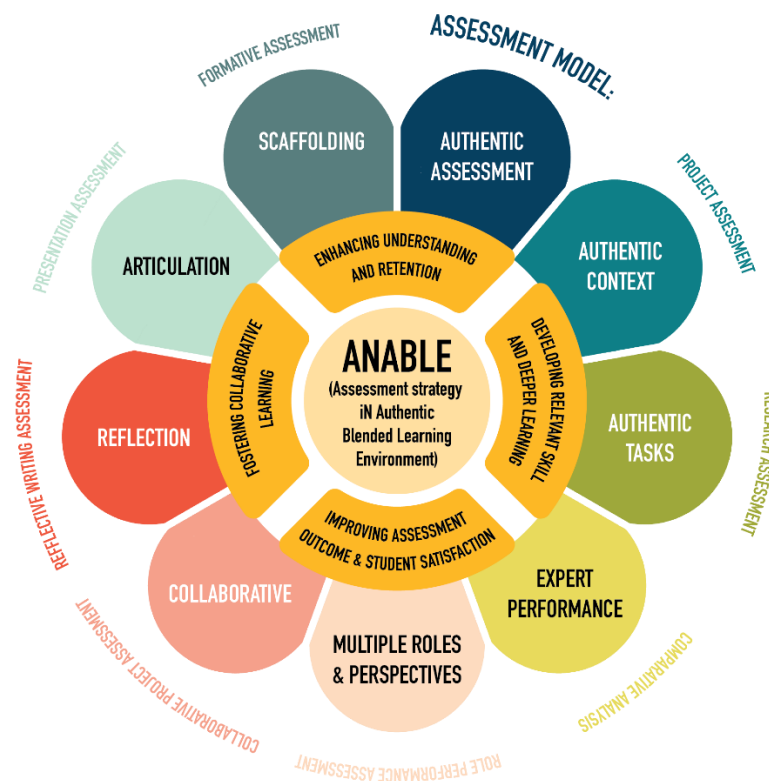 ASSESSMENT MODEL:
AUTHENTIC
ASSESSMENT
PROJECT ASSESSMENT
AUTHENTIC
CONTEXT
RESEARCH ASSESSMENT
AUTHENTIC
TASKS
COMPARATIVE ANALYSIS
EXPERT
PERFORMANCE
ROLE PERFORMANCE ASSESSMENT
MULTIPLE ROLES
& PERSPECTIVES
COLLABORATIVE PROJECT ASSESSMENT
COLLABORATIVE
REFFLECTIVE WRITING ASSESSMENT
REFLECTION
PRESENTATION ASSESSMENT
ARTICULATION
FORMATIVE ASSESSMENT
SCAFFOLDING
ENHANCING UNDERSTANDING
AND RETENTION
DEVELOPING RELEVANT SKILL
AND DEEPER LEARNING
IMPROVING ASSESSMENT
OUTCOME & STUDENT SATISFACTION
FOSTERING COLLABORATIVE
LEARNING
ANABLE
(Assessment strategy
iN Authentic
Blended Learning
Environment)